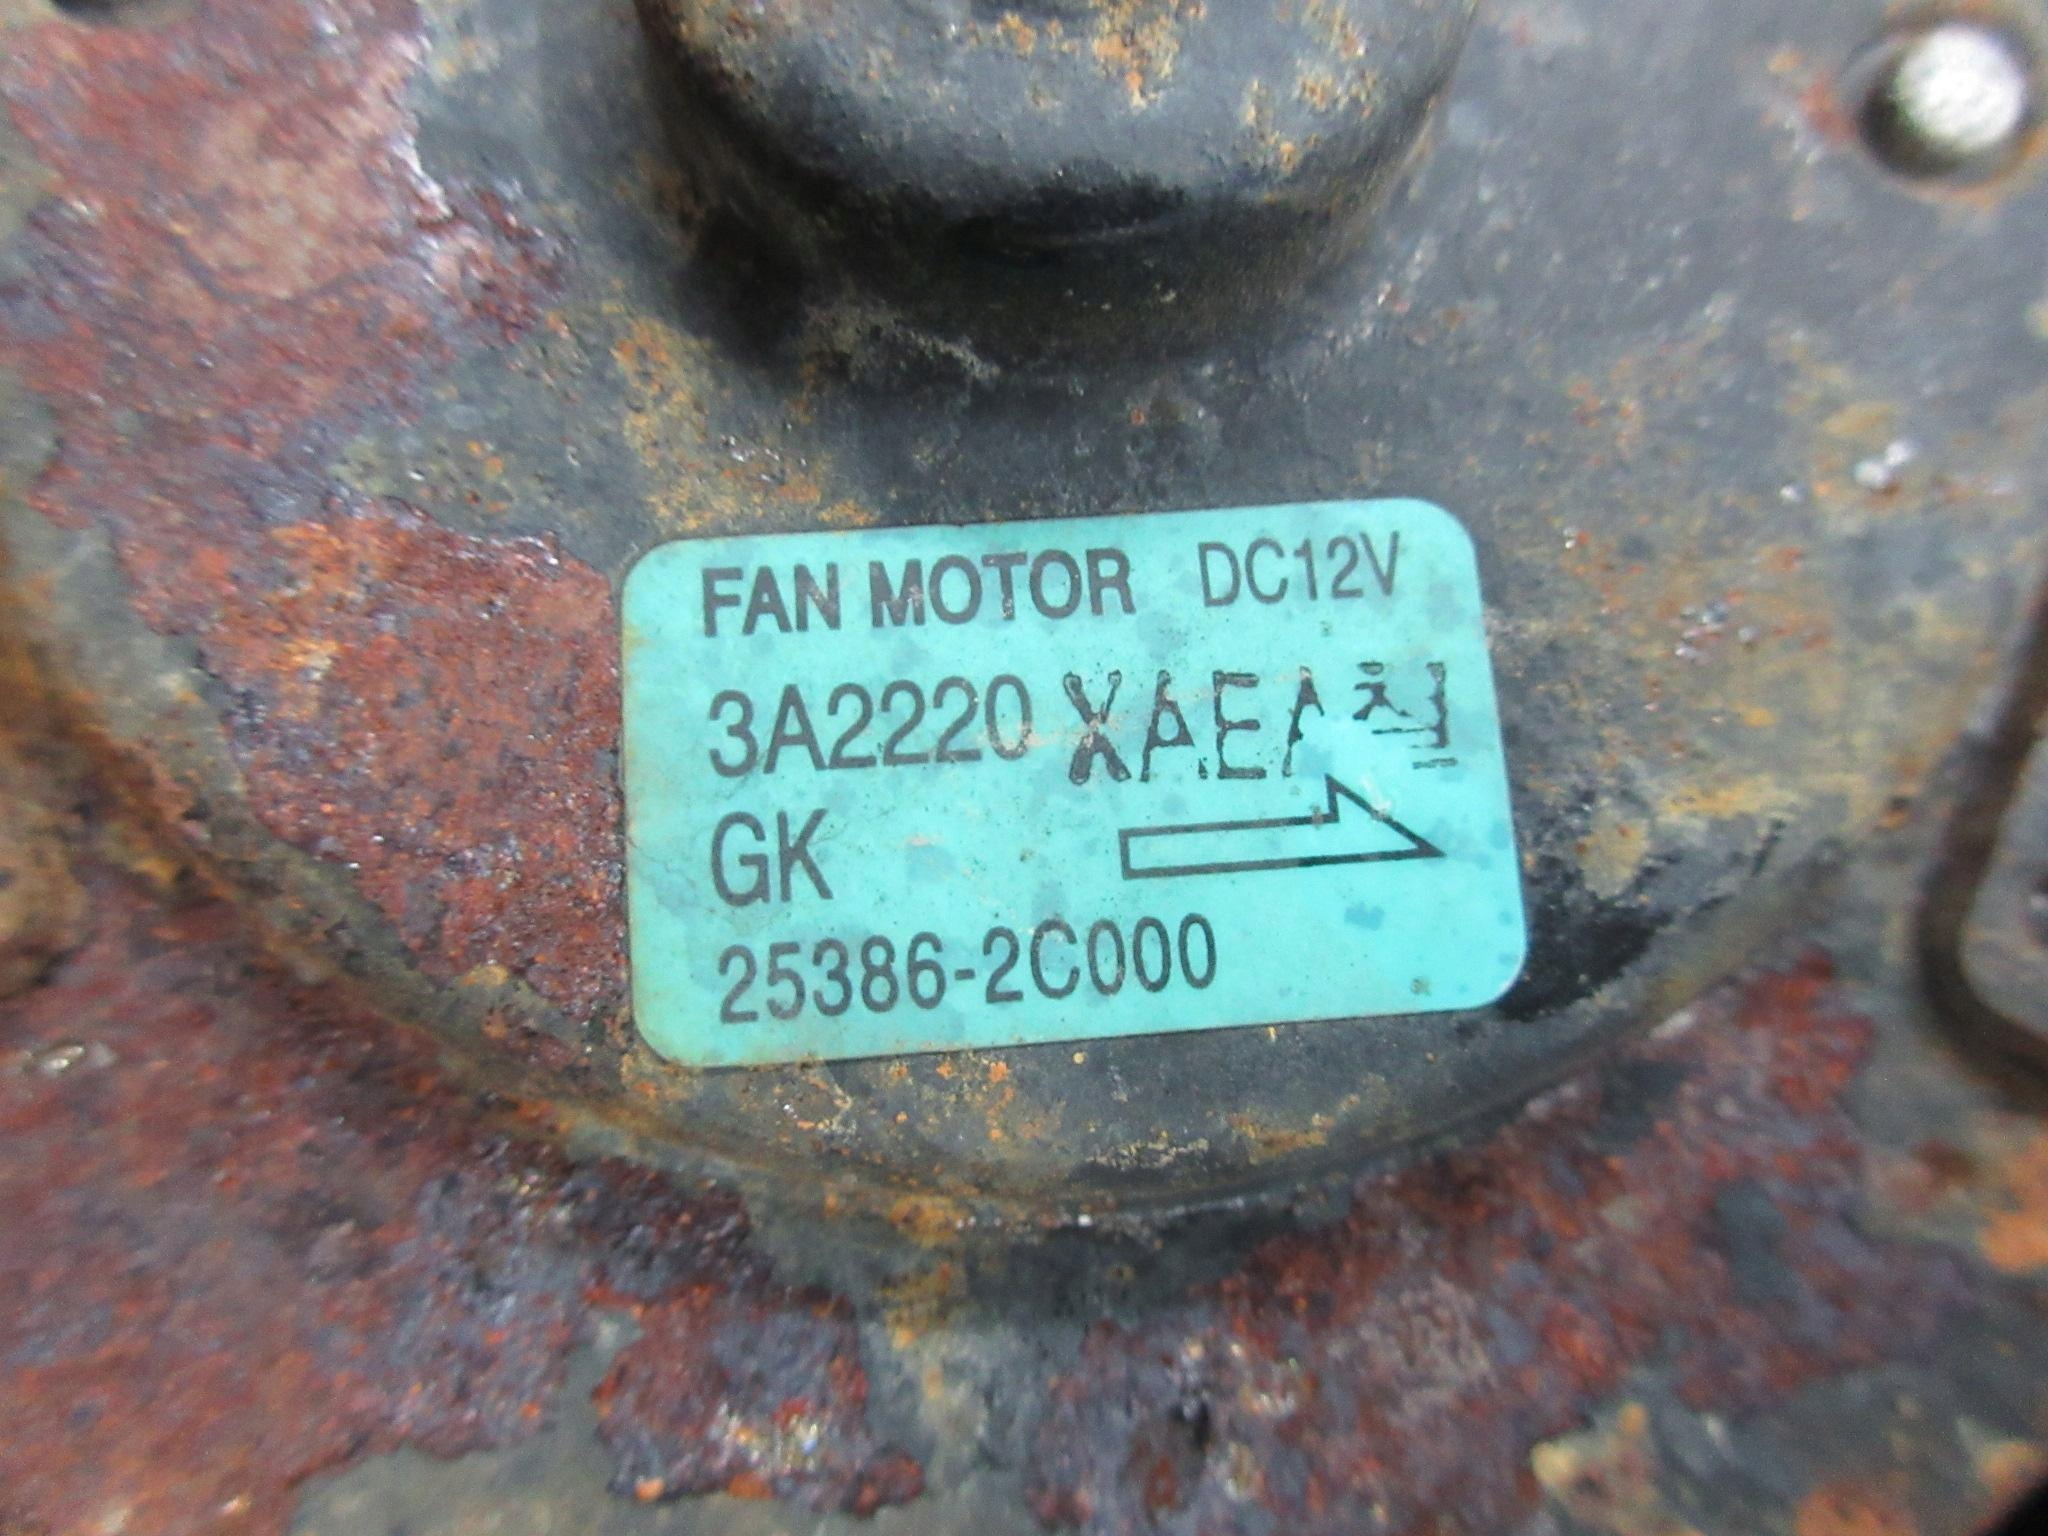 FAN MOTOR DC12V
3A2220 XAEA
GK
25386-2C000